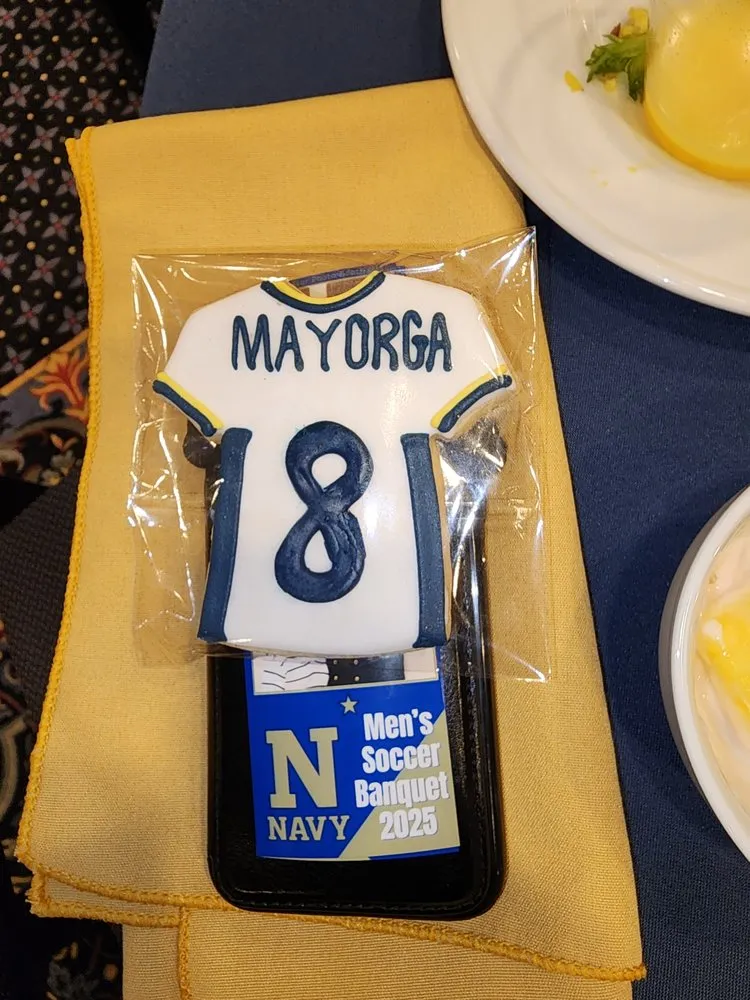 MAYORGA
8
N
NAVY
Men's
Soccer
Banquet
2025